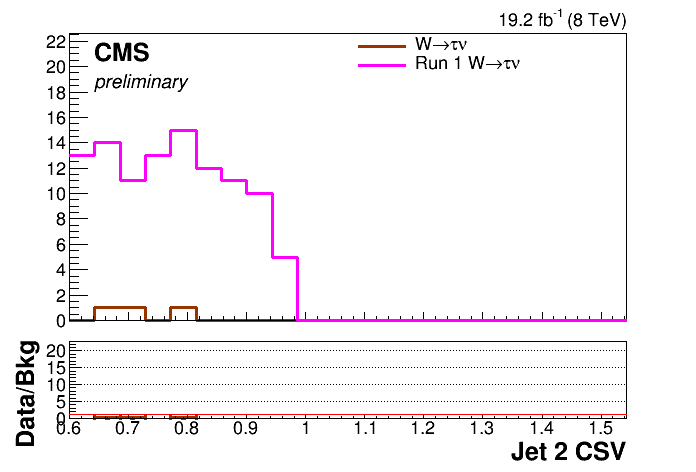 19.2 fb⁻¹ (8 TeV)
CMS
preliminary
W→τν
Run 1 W→τν
22
20
18
16
14
12
10
8
6
4
2
0
Data/Bkg
20
15
10
5
0
0.6 0.7 0.8 0.9 1 1.1 1.2 1.3 1.4 1.5
Jet 2 CSV